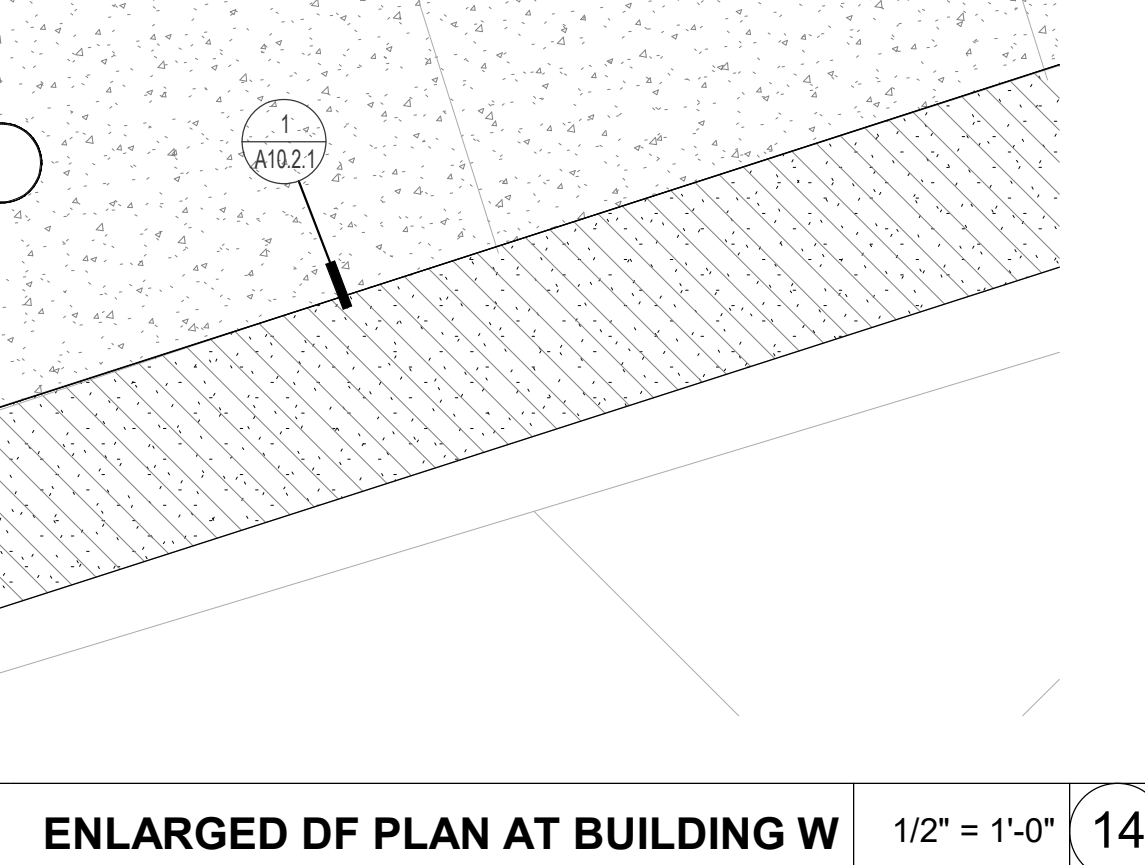 1
A10.2.1
ENLARGED DF PLAN AT BUILDING W
1/2" = 1'-0"
14